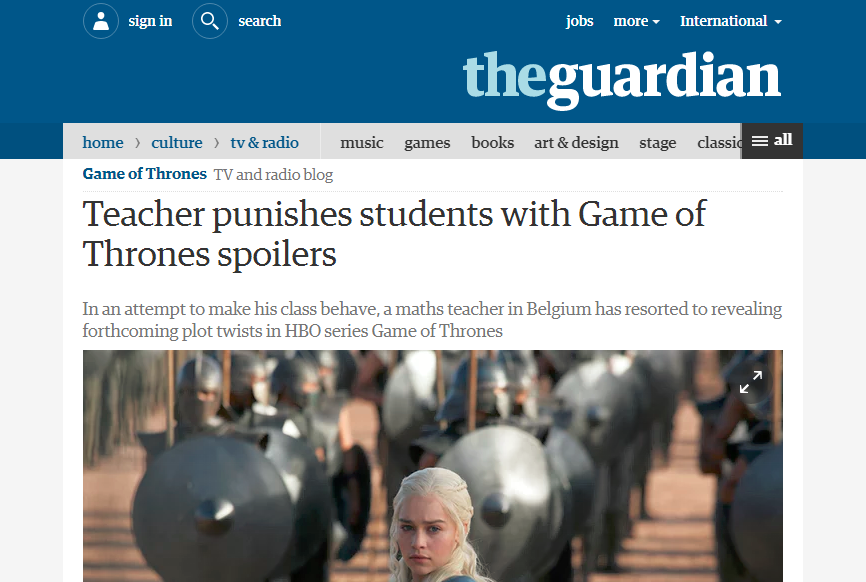 sign in search jobs more International
theguardian
home › culture › tv & radio music games books art & design stage classic all
Game of Thrones TV and radio blog
Teacher punishes students with Game of
Thrones spoilers
In an attempt to make his class behave, a maths teacher in Belgium has resorted to revealing
forthcoming plot twists in HBO series Game of Thrones